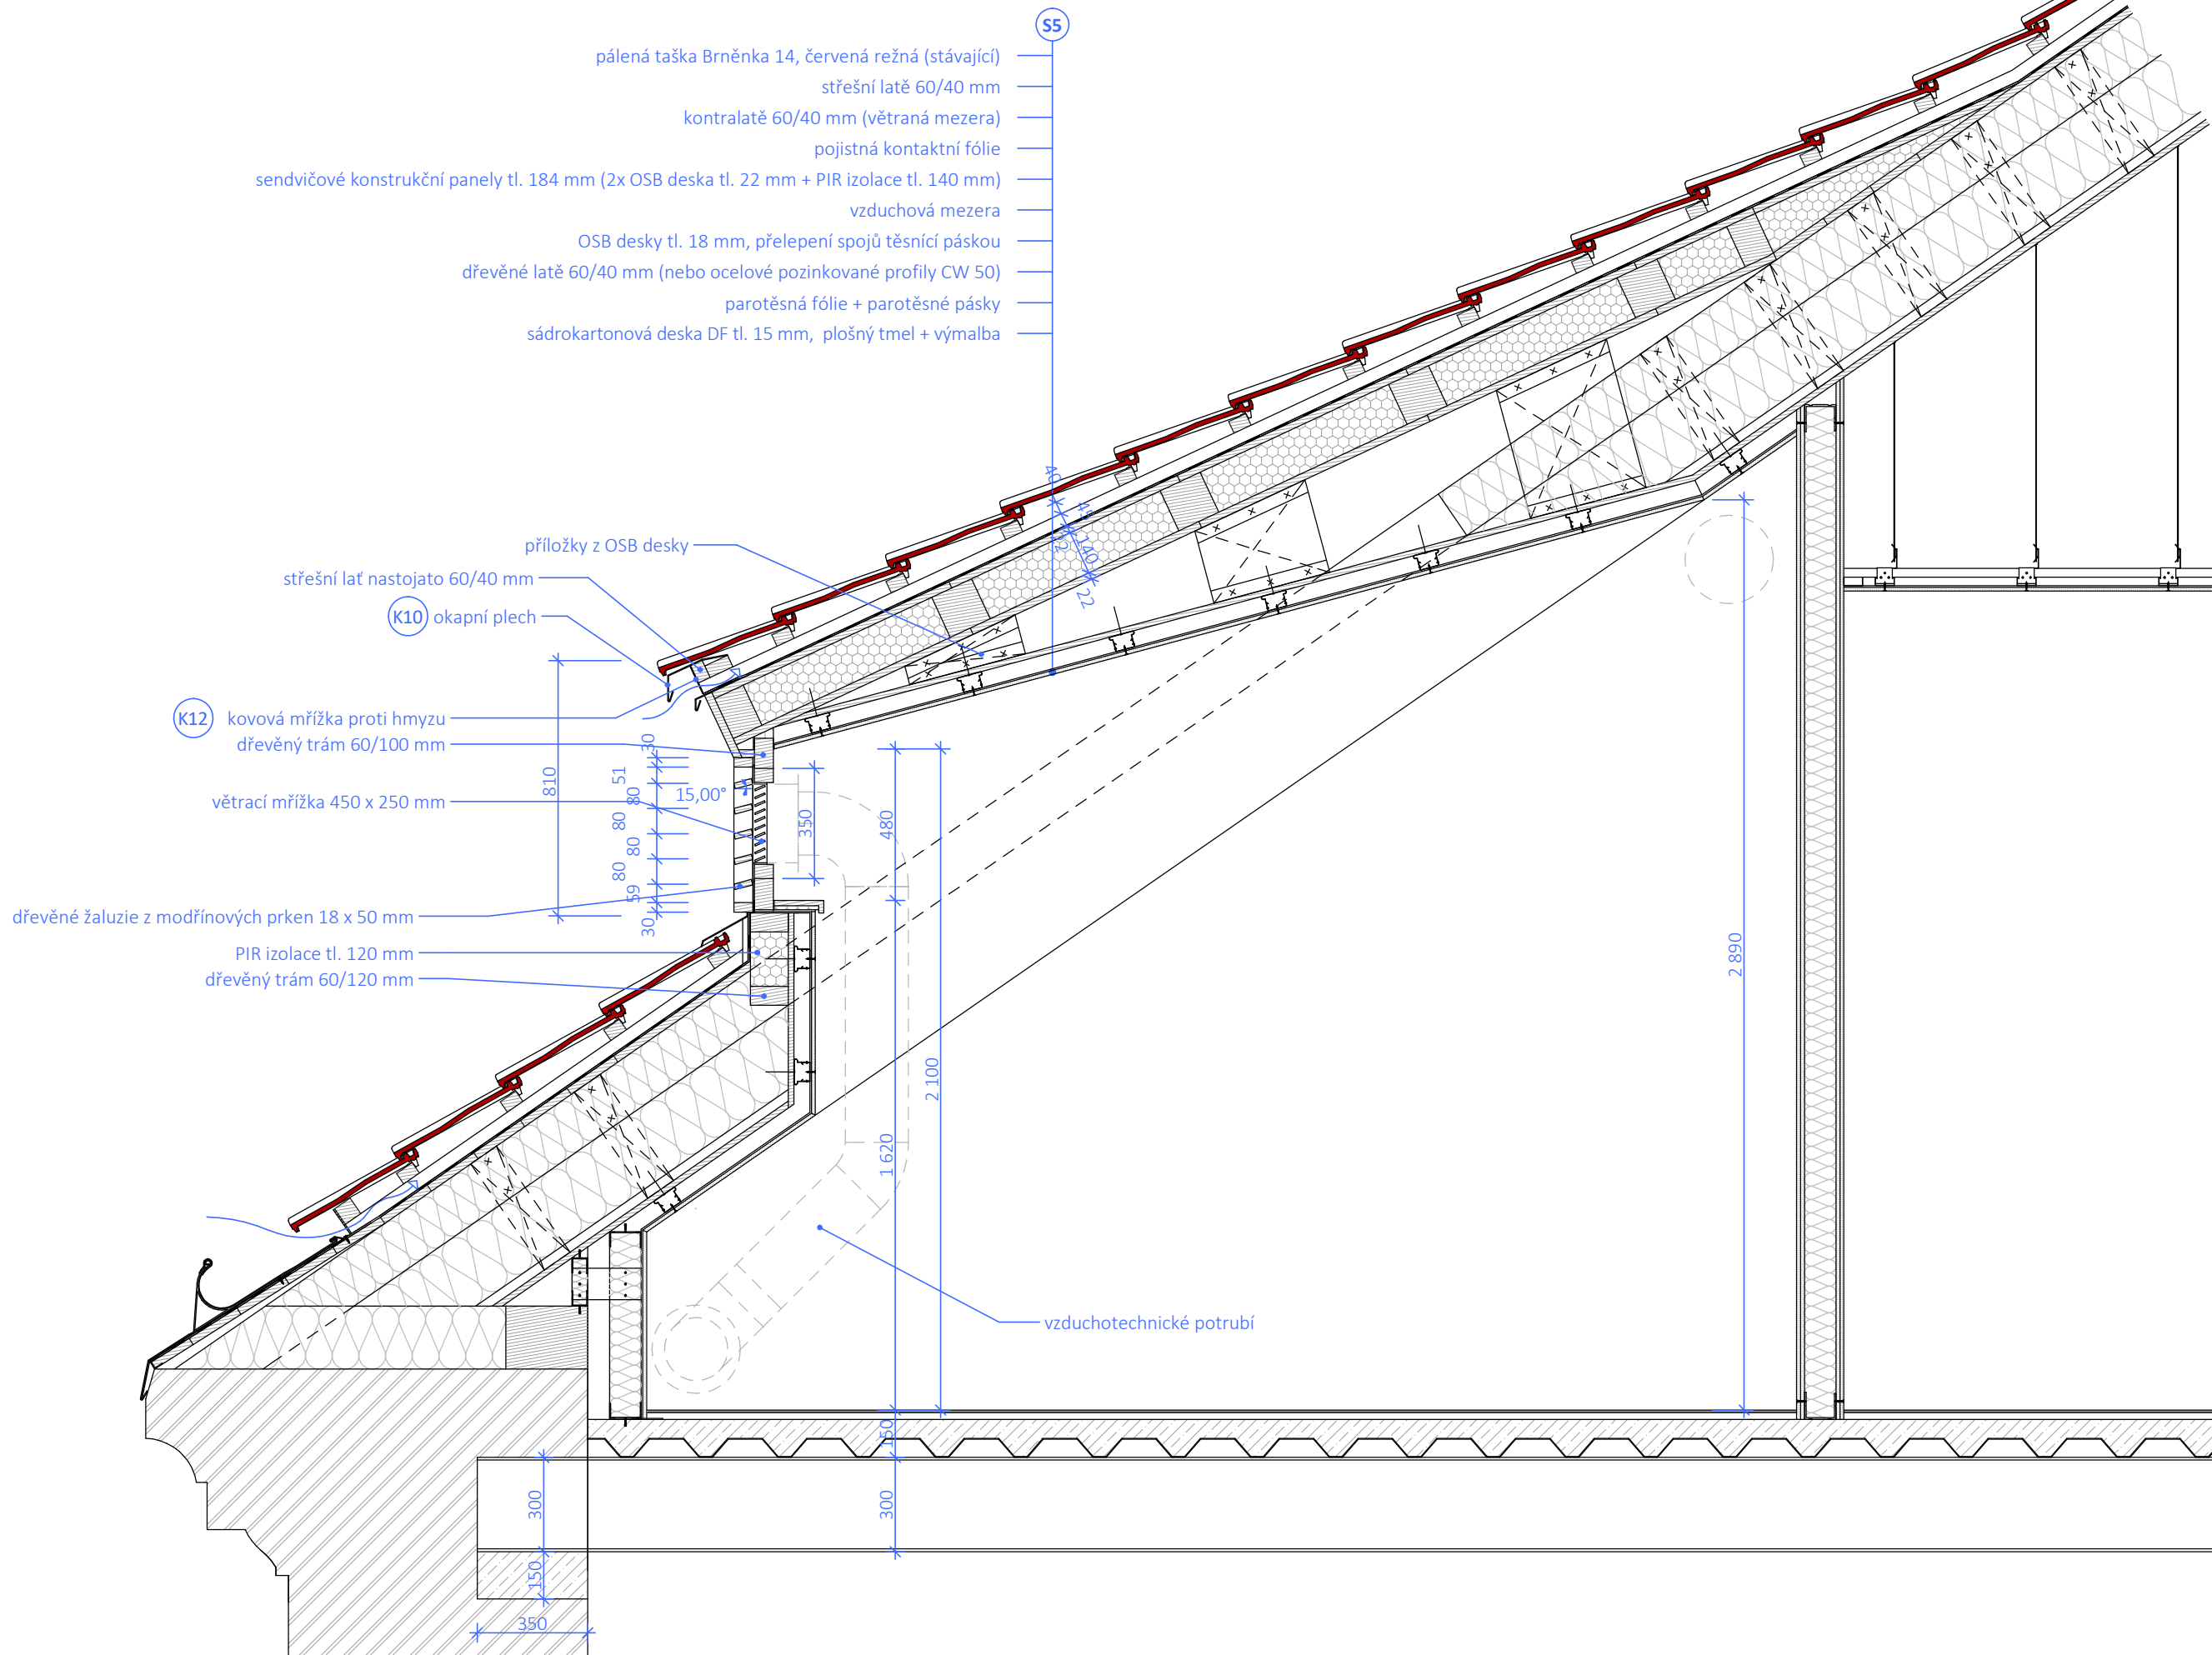 S5
pálená taška Brněnka 14, červená režná (stávající)
střešní latě 60/40 mm
kontralatě 60/40 mm (větraná mezera)
pojistná kontaktní fólie
sendvičové konstrukční panely tl. 184 mm (2x OSB deska tl. 22 mm + PIR izolace tl. 140 mm)
vzduchová mezera
OSB desky tl. 18 mm, přelepení spojů těsnící páskou
dřevěné latě 60/40 mm (nebo ocelové pozinkované profily CW 50)
parotěsná fólie + parotěsné pásky
sádrokartonová deska DF tl. 15 mm, plošný tmel + výmalba
40
22
140
22
příložky z OSB desky
střešní lať nastojato 60/40 mm
K10 okapní plech
K12 kovová mřížka proti hmyzu
dřevěný trám 60/100 mm
větrací mřížka 450 x 250 mm
dřevěné žaluzie z modřínových prken 18 x 50 mm
PIR izolace tl. 120 mm
dřevěný trám 60/120 mm
810
30
51
80
80
80
80
59
30
15,00°
350
480
2 100
1 620
2 890
vzduchotechnické potrubí
150
300
300
150
350